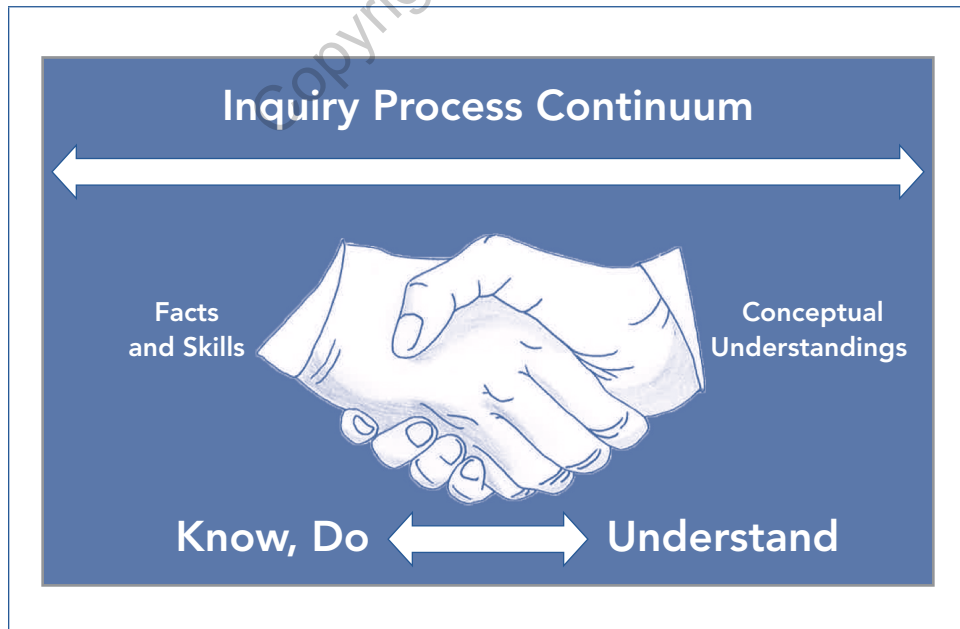 Inquiry Process Continuum
Facts
and Skills
Conceptual
Understandings
Know, Do
Understand